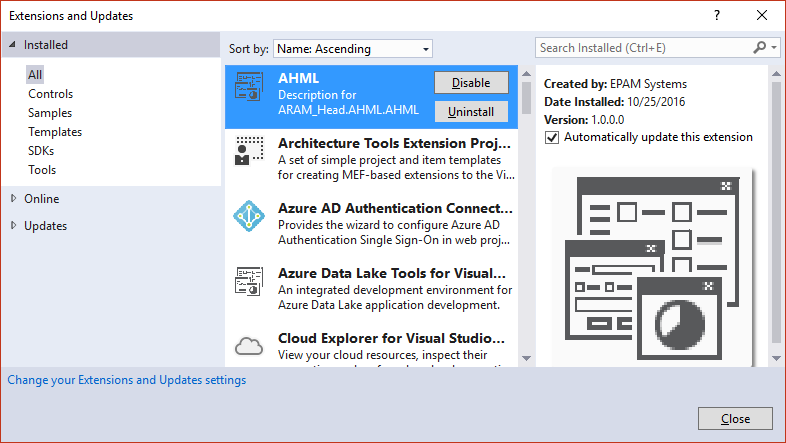 Extensions and Updates
Installed
All
Controls
Samples
Templates
SDKs
Tools
Online
Updates
Sort by: Name: Ascending
AHML
Description for
ARAM_Head.AHML.AHML
Disable
Uninstall
Architecture Tools Extension Proj...
A set of simple project and item templates
for creating MEF-based extensions to the Vi...
Azure AD Authentication Connect...
Provides the wizard to configure Azure AD
Authentication Single Sign-On in web proj...
Azure Data Lake Tools for Visual...
An integrated development environment for
Azure Data Lake application development.
Cloud Explorer for Visual Studio...
View your cloud resources, inspect their
Search Installed (Ctrl+E)
Created by: EPAM Systems
Date Installed: 10/25/2016
Version: 1.0.0.0
Automatically update this extension
Change your Extensions and Updates settings
Close